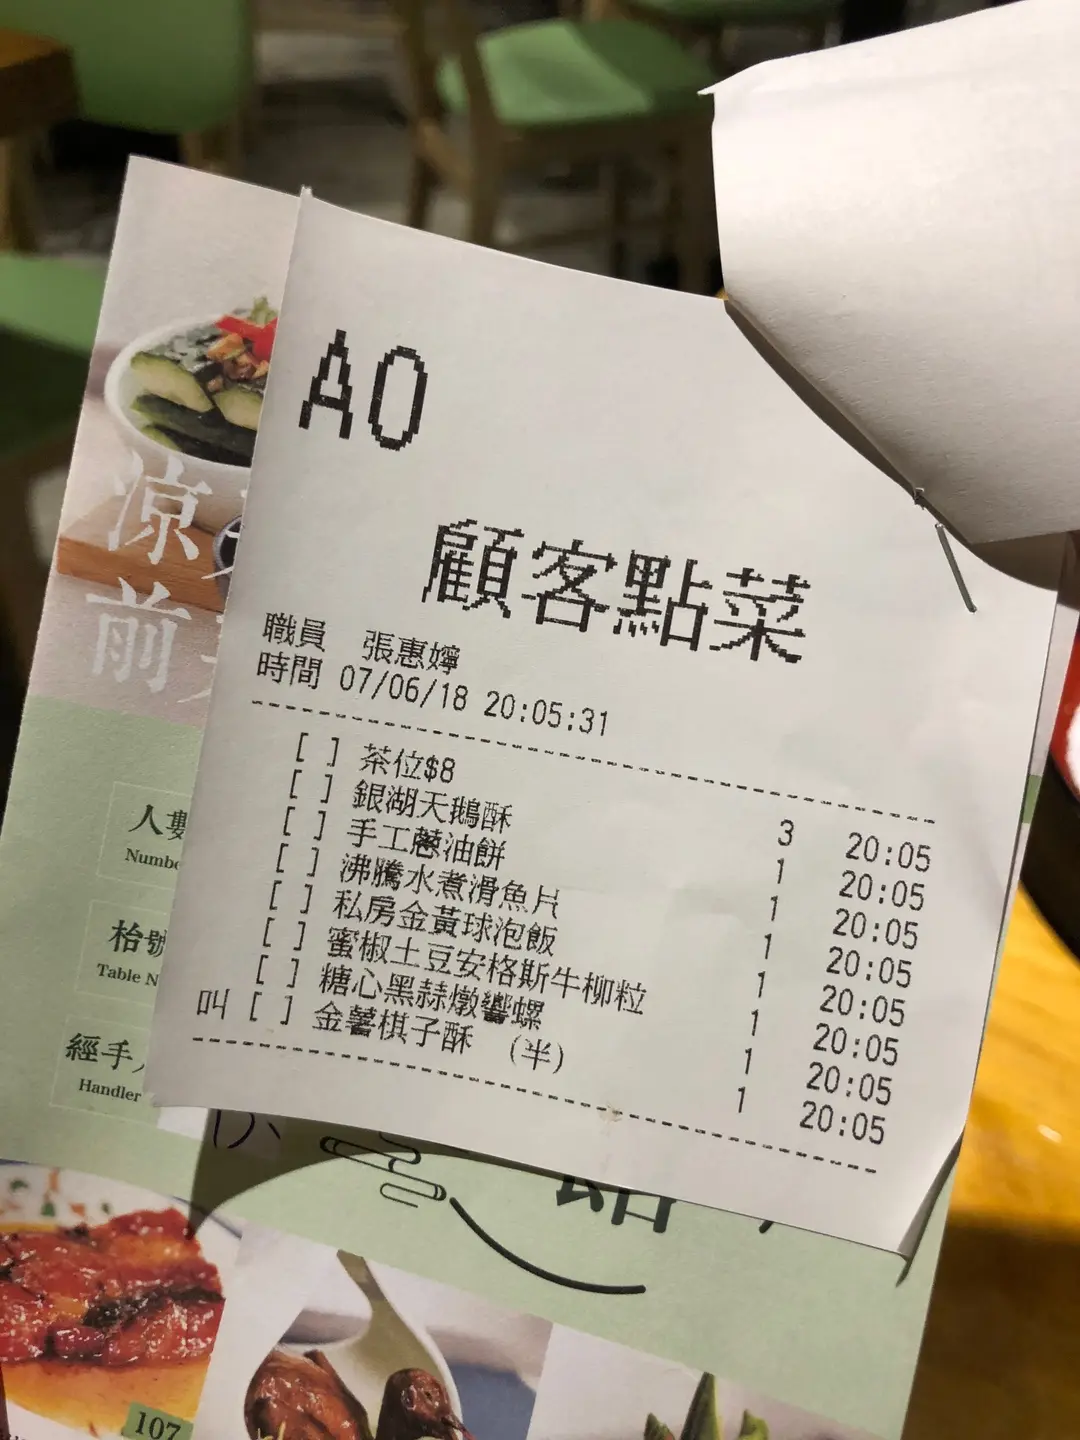 AO
顧客點菜
職員 張惠嬣
時間 07/06/18 20:05:31
[ ] 茶位$8 3 20:05
[ ] 銀湖天鵝酥 1 20:05
[ ] 手工蔥油餅 1 20:05
[ ] 沸騰水煮滑魚片 1 20:05
[ ] 私房金黃球泡飯 1 20:05
[ ] 蜜椒土豆安格斯牛柳粒 1 20:05
[ ] 糖心黑蒜燉響螺 1 20:05
叫 [ ] 金薯棋子酥 (半) 1 20:05
涼
前
人數
Numbe
枱號
Table N
經手
Handler
107